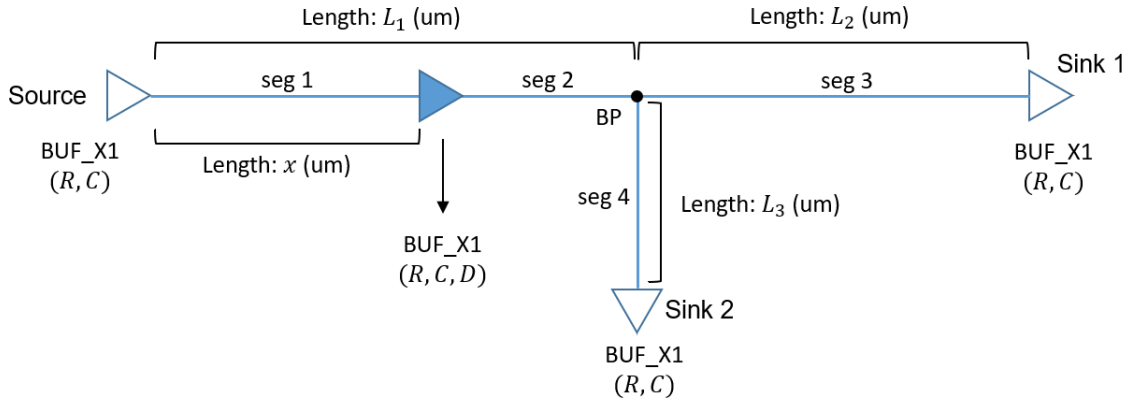 Length: L₁ (um)
Length: L₂ (um)
Source
seg 1
seg 2
seg 3
Sink 1
BP
BUF_X1
(R, C)
Length: x (um)
BUF_X1
(R, C)
seg 4
Length: L₃ (um)
BUF_X1
(R, C, D)
Sink 2
BUF_X1
(R, C)